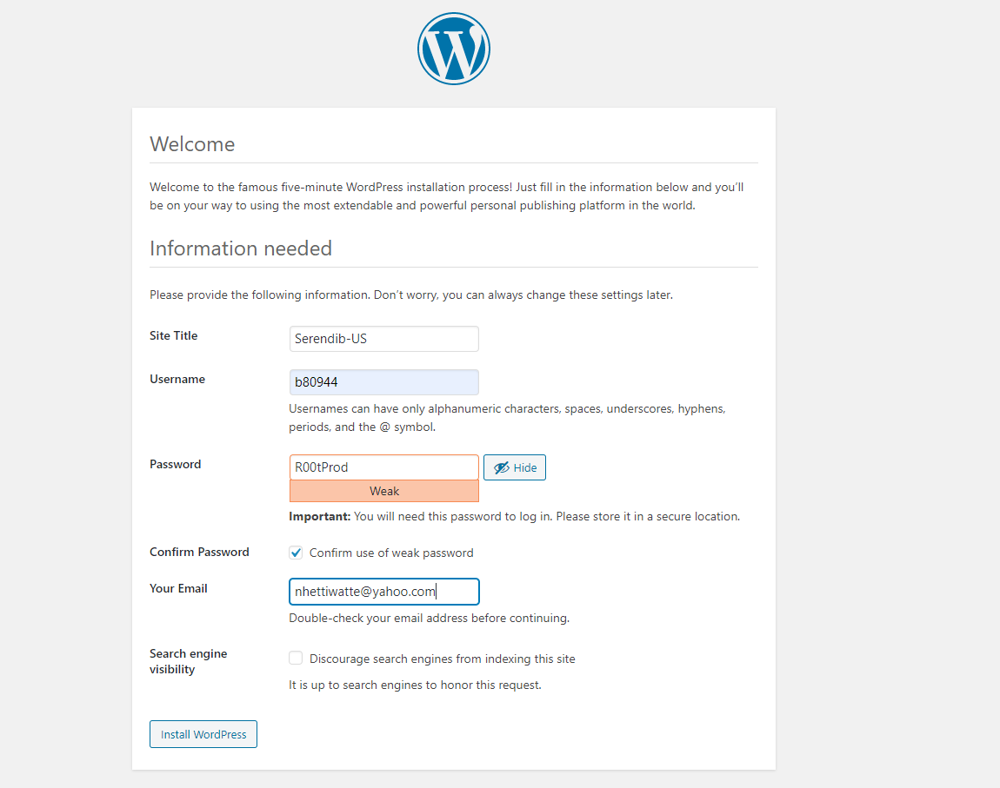 Welcome
Welcome to the famous five-minute WordPress installation process! Just fill in the information below and you’ll
be on your way to using the most extendable and powerful personal publishing platform in the world.
Information needed
Please provide the following information. Don’t worry, you can always change these settings later.
Site Title
Serendib-US
Username
b80944
Usernames can have only alphanumeric characters, spaces, underscores, hyphens,
periods, and the @ symbol.
Password
R00tProd
Hide
Weak
Important: You will need this password to log in. Please store it in a secure location.
Confirm Password
Confirm use of weak password
Your Email
nhettiwatte@yahoo.com
Double-check your email address before continuing.
Search engine
visibility
Discourage search engines from indexing this site
It is up to search engines to honor this request.
Install WordPress